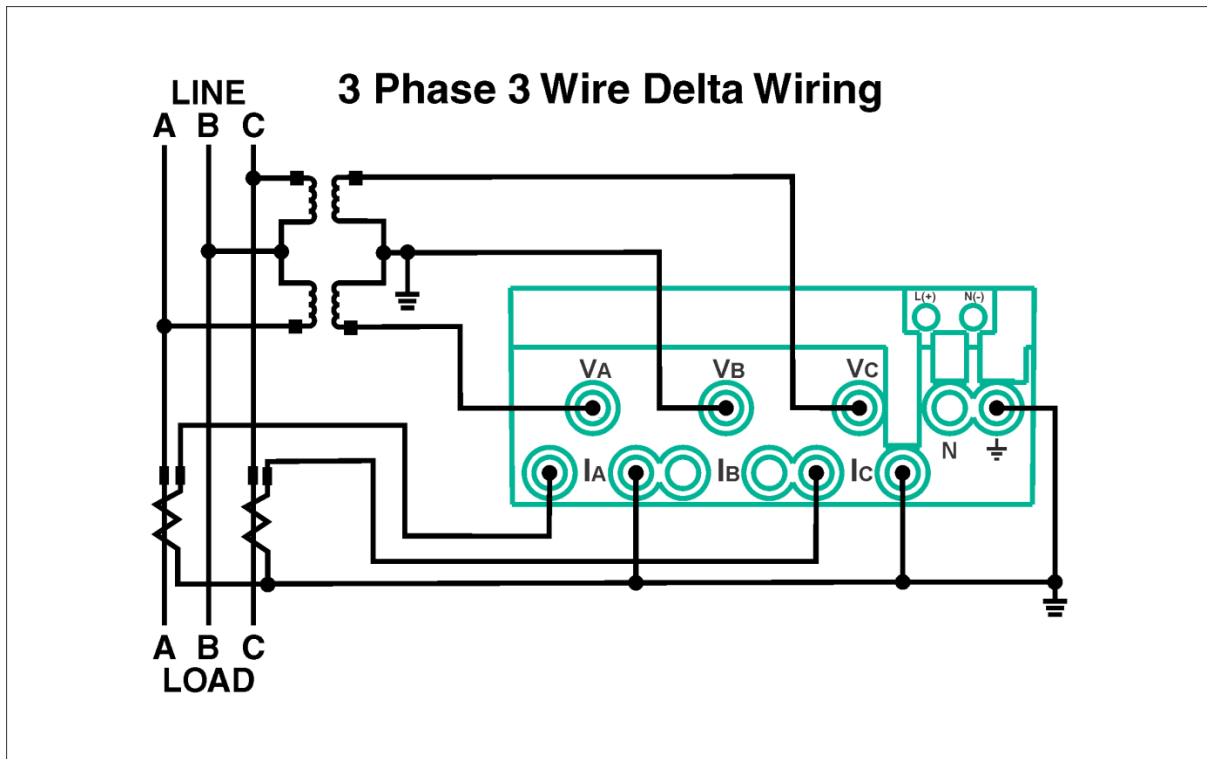 3 Phase 3 Wire Delta Wiring
LINE
A B C
L(+) N(-)
VA VB VC
N
IA IB IC
A B C
LOAD